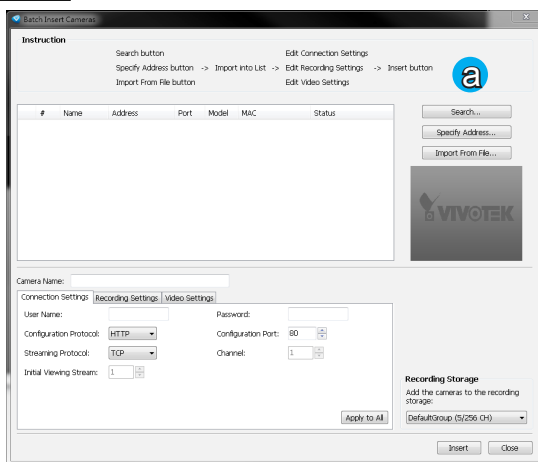 Batch Insert Cameras
Instruction
Search button Edit Connection Settings
Specify Address button -> Import into List -> Edit Recording Settings -> Insert button
Import From File button Edit Video Settings
a
# Name Address Port Model MAC Status
Search...
Specify Address...
Import From File...
VIVOTEK
Camera Name:
Connection Settings Recording Settings Video Settings
User Name: Password:
Configuration Protocol: HTTP Configuration Port: 80
Streaming Protocol: TCP Channel: 1
Initial Viewing Stream: 1
Recording Storage
Add the cameras to the recording
storage:
Apply to All
DefaultGroup (5/256 CH)
Insert Close